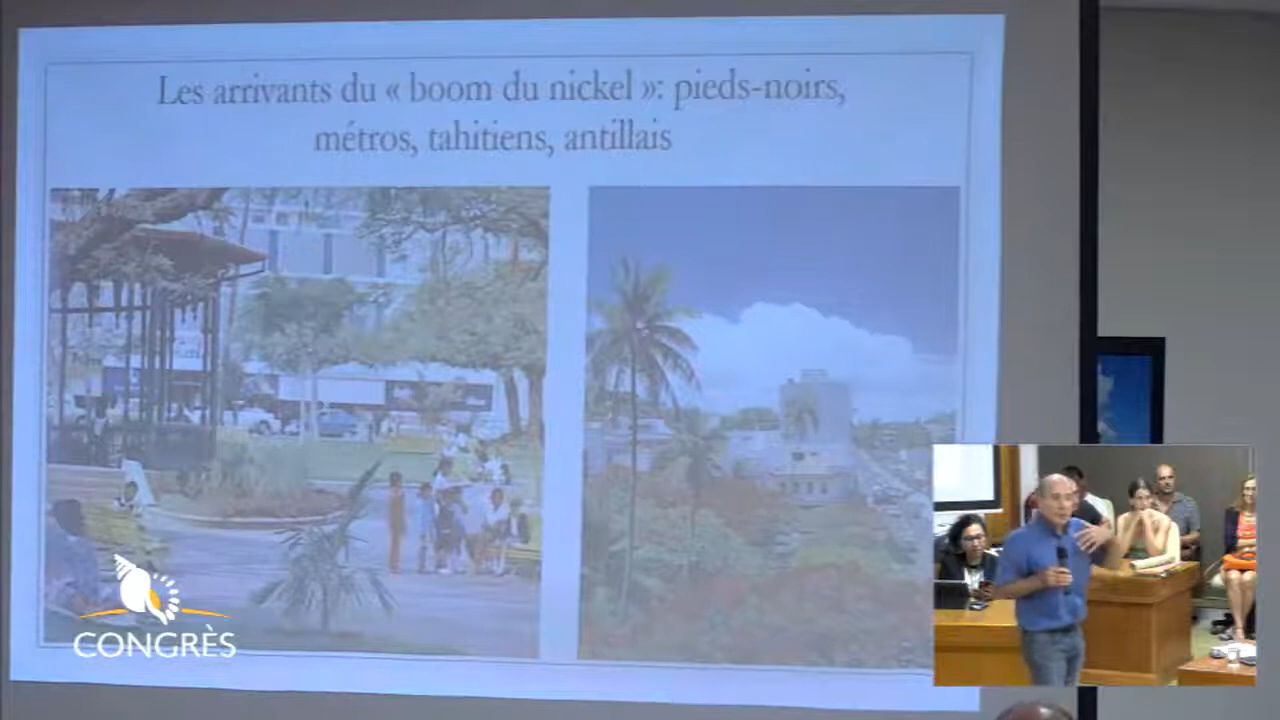 Les arrivants du « boom du nickel »: pieds-noirs,
métros, tahitiens, antillais
CONGRÈS